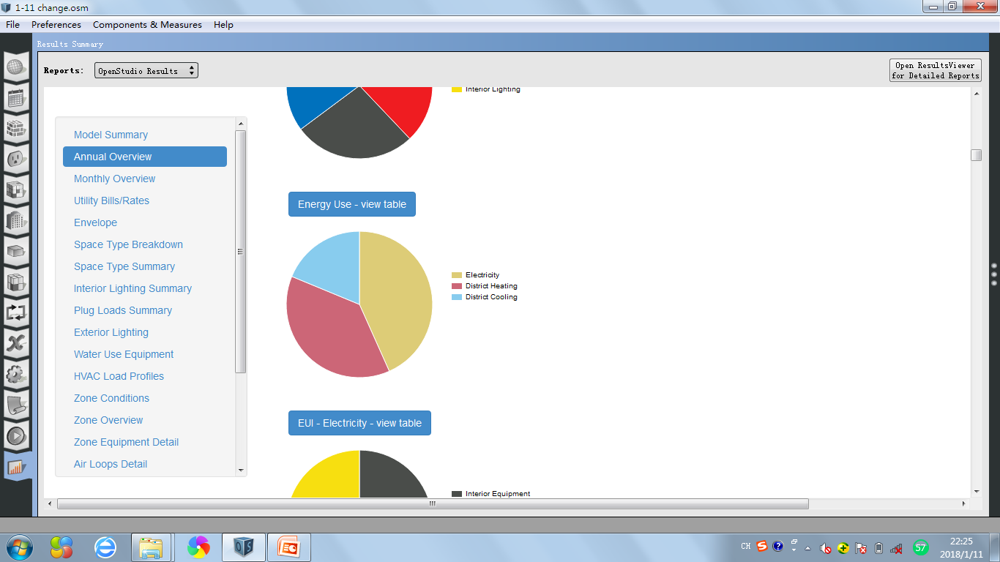 1-11 change.osm
File Preferences Components & Measures Help
Results Summary
Reports: OpenStudio Results
Open ResultsViewer
for Detailed Reports
Model Summary
Annual Overview
Monthly Overview
Utility Bills/Rates
Envelope
Space Type Breakdown
Space Type Summary
Interior Lighting Summary
Plug Loads Summary
Exterior Lighting
Water Use Equipment
HVAC Load Profiles
Zone Conditions
Zone Overview
Zone Equipment Detail
Air Loops Detail
Interior Lighting
Energy Use - view table
Electricity
District Heating
District Cooling
EUI - Electricity - view table
Interior Equipment
CH
57
22:25
2018/1/11